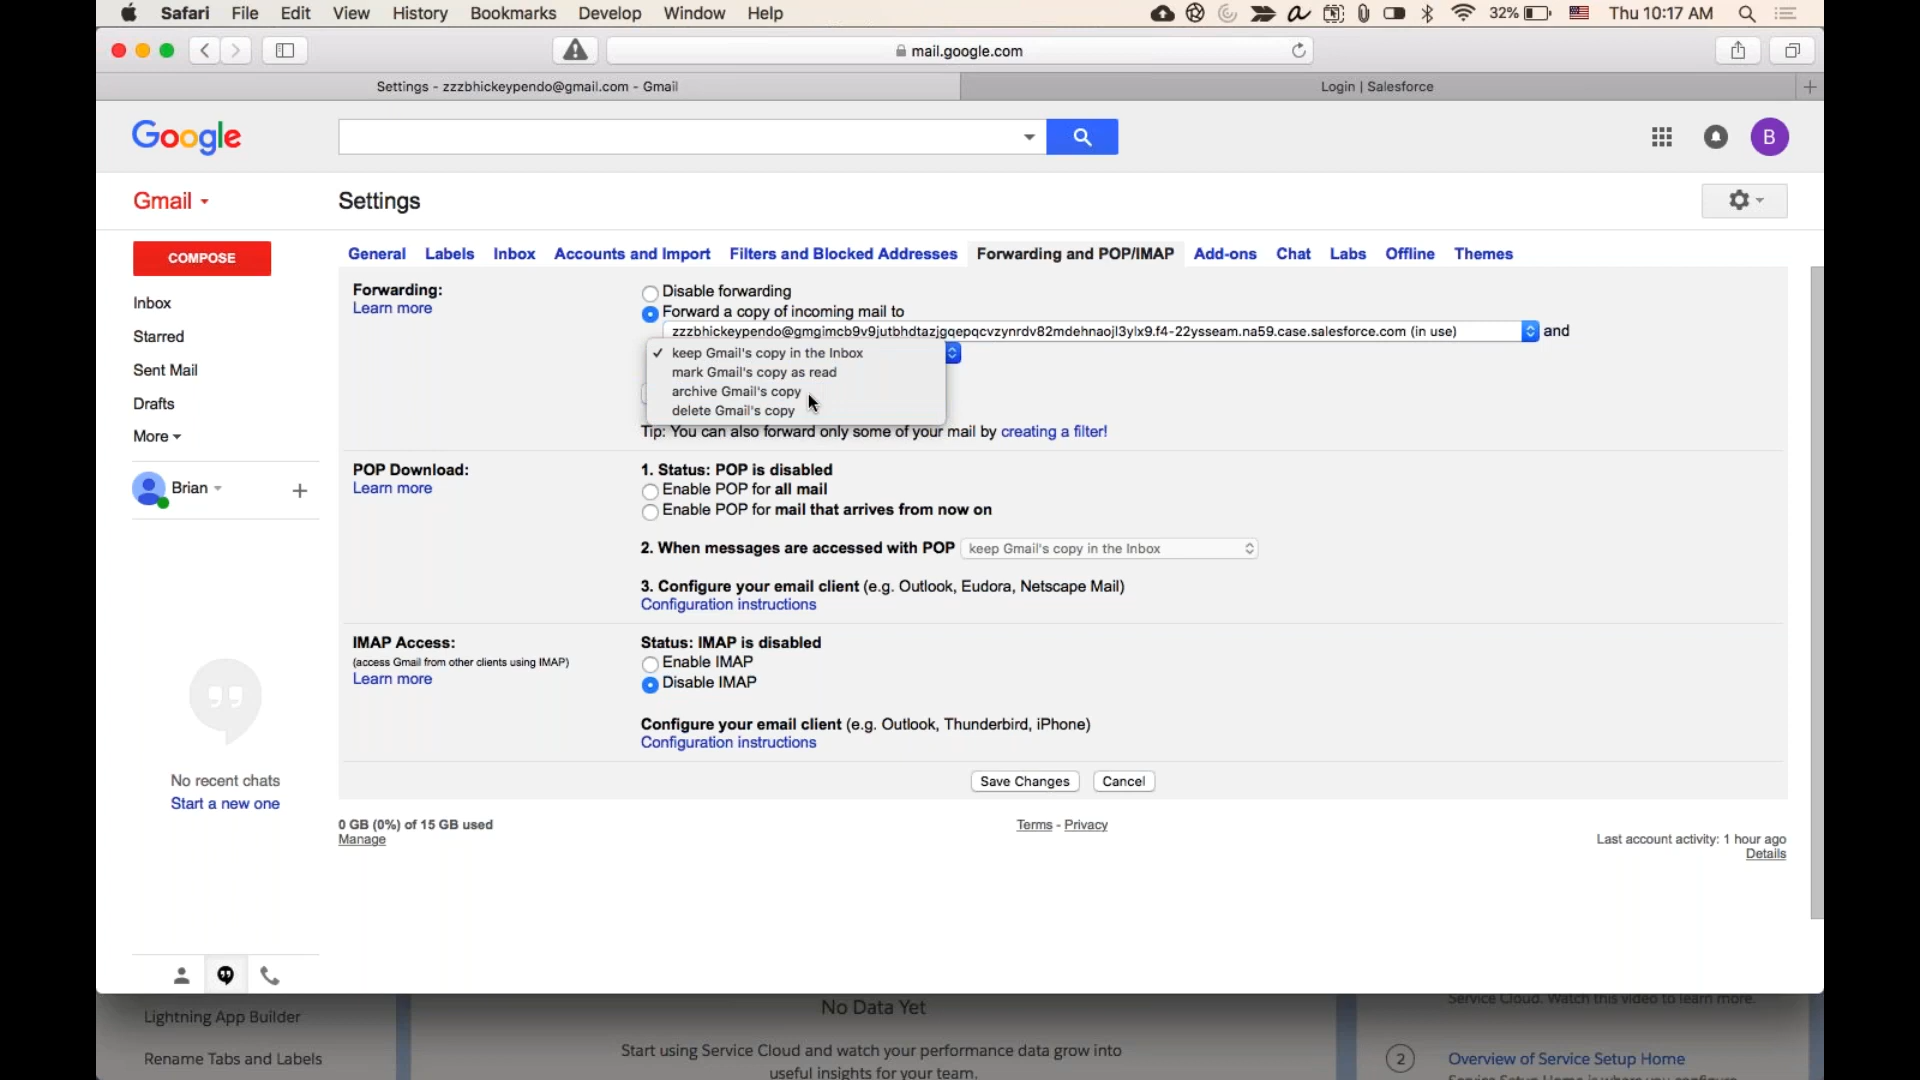 Safari File Edit View History Bookmarks Develop Window Help 32% Thu 10:17 AM
mail.google.com
Settings - zzzbhickeypendo@gmail.com - Gmail Login | Salesforce +
Google B
Gmail Settings
COMPOSE
Inbox
Starred
Sent Mail
Drafts
More
Brian +
No recent chats
Start a new one
General Labels Inbox Accounts and Import Filters and Blocked Addresses Forwarding and POP/IMAP Add-ons Chat Labs Offline Themes
Forwarding:
Learn more
Disable forwarding
Forward a copy of incoming mail to
zzzbhickeypendo@gmgimcb9v9jutbhdtazjgqepqcvzynrdv82mdehnaojl3ylx9.f4-22ysseam.na59.case.salesforce.com (in use) and
✓ keep Gmail's copy in the Inbox
mark Gmail's copy as read
archive Gmail's copy
delete Gmail's copy
Tip: You can also forward only some of your mail by creating a filter!
POP Download:
Learn more
1. Status: POP is disabled
Enable POP for all mail
Enable POP for mail that arrives from now on
2. When messages are accessed with POP keep Gmail's copy in the Inbox
3. Configure your email client (e.g. Outlook, Eudora, Netscape Mail)
Configuration instructions
IMAP Access:
(access Gmail from other clients using IMAP)
Learn more
Status: IMAP is disabled
Enable IMAP
Disable IMAP
Configure your email client (e.g. Outlook, Thunderbird, iPhone)
Configuration instructions
Save Changes Cancel
0 GB (0%) of 15 GB used
Manage
Terms - Privacy
Last account activity: 1 hour ago
Details
Lightning App Builder
Rename Tabs and Labels
No Data Yet
Start using Service Cloud and watch your performance data grow into
useful insights for your team.
Service Cloud. Watch this video to learn more.
2 Overview of Service Setup Home